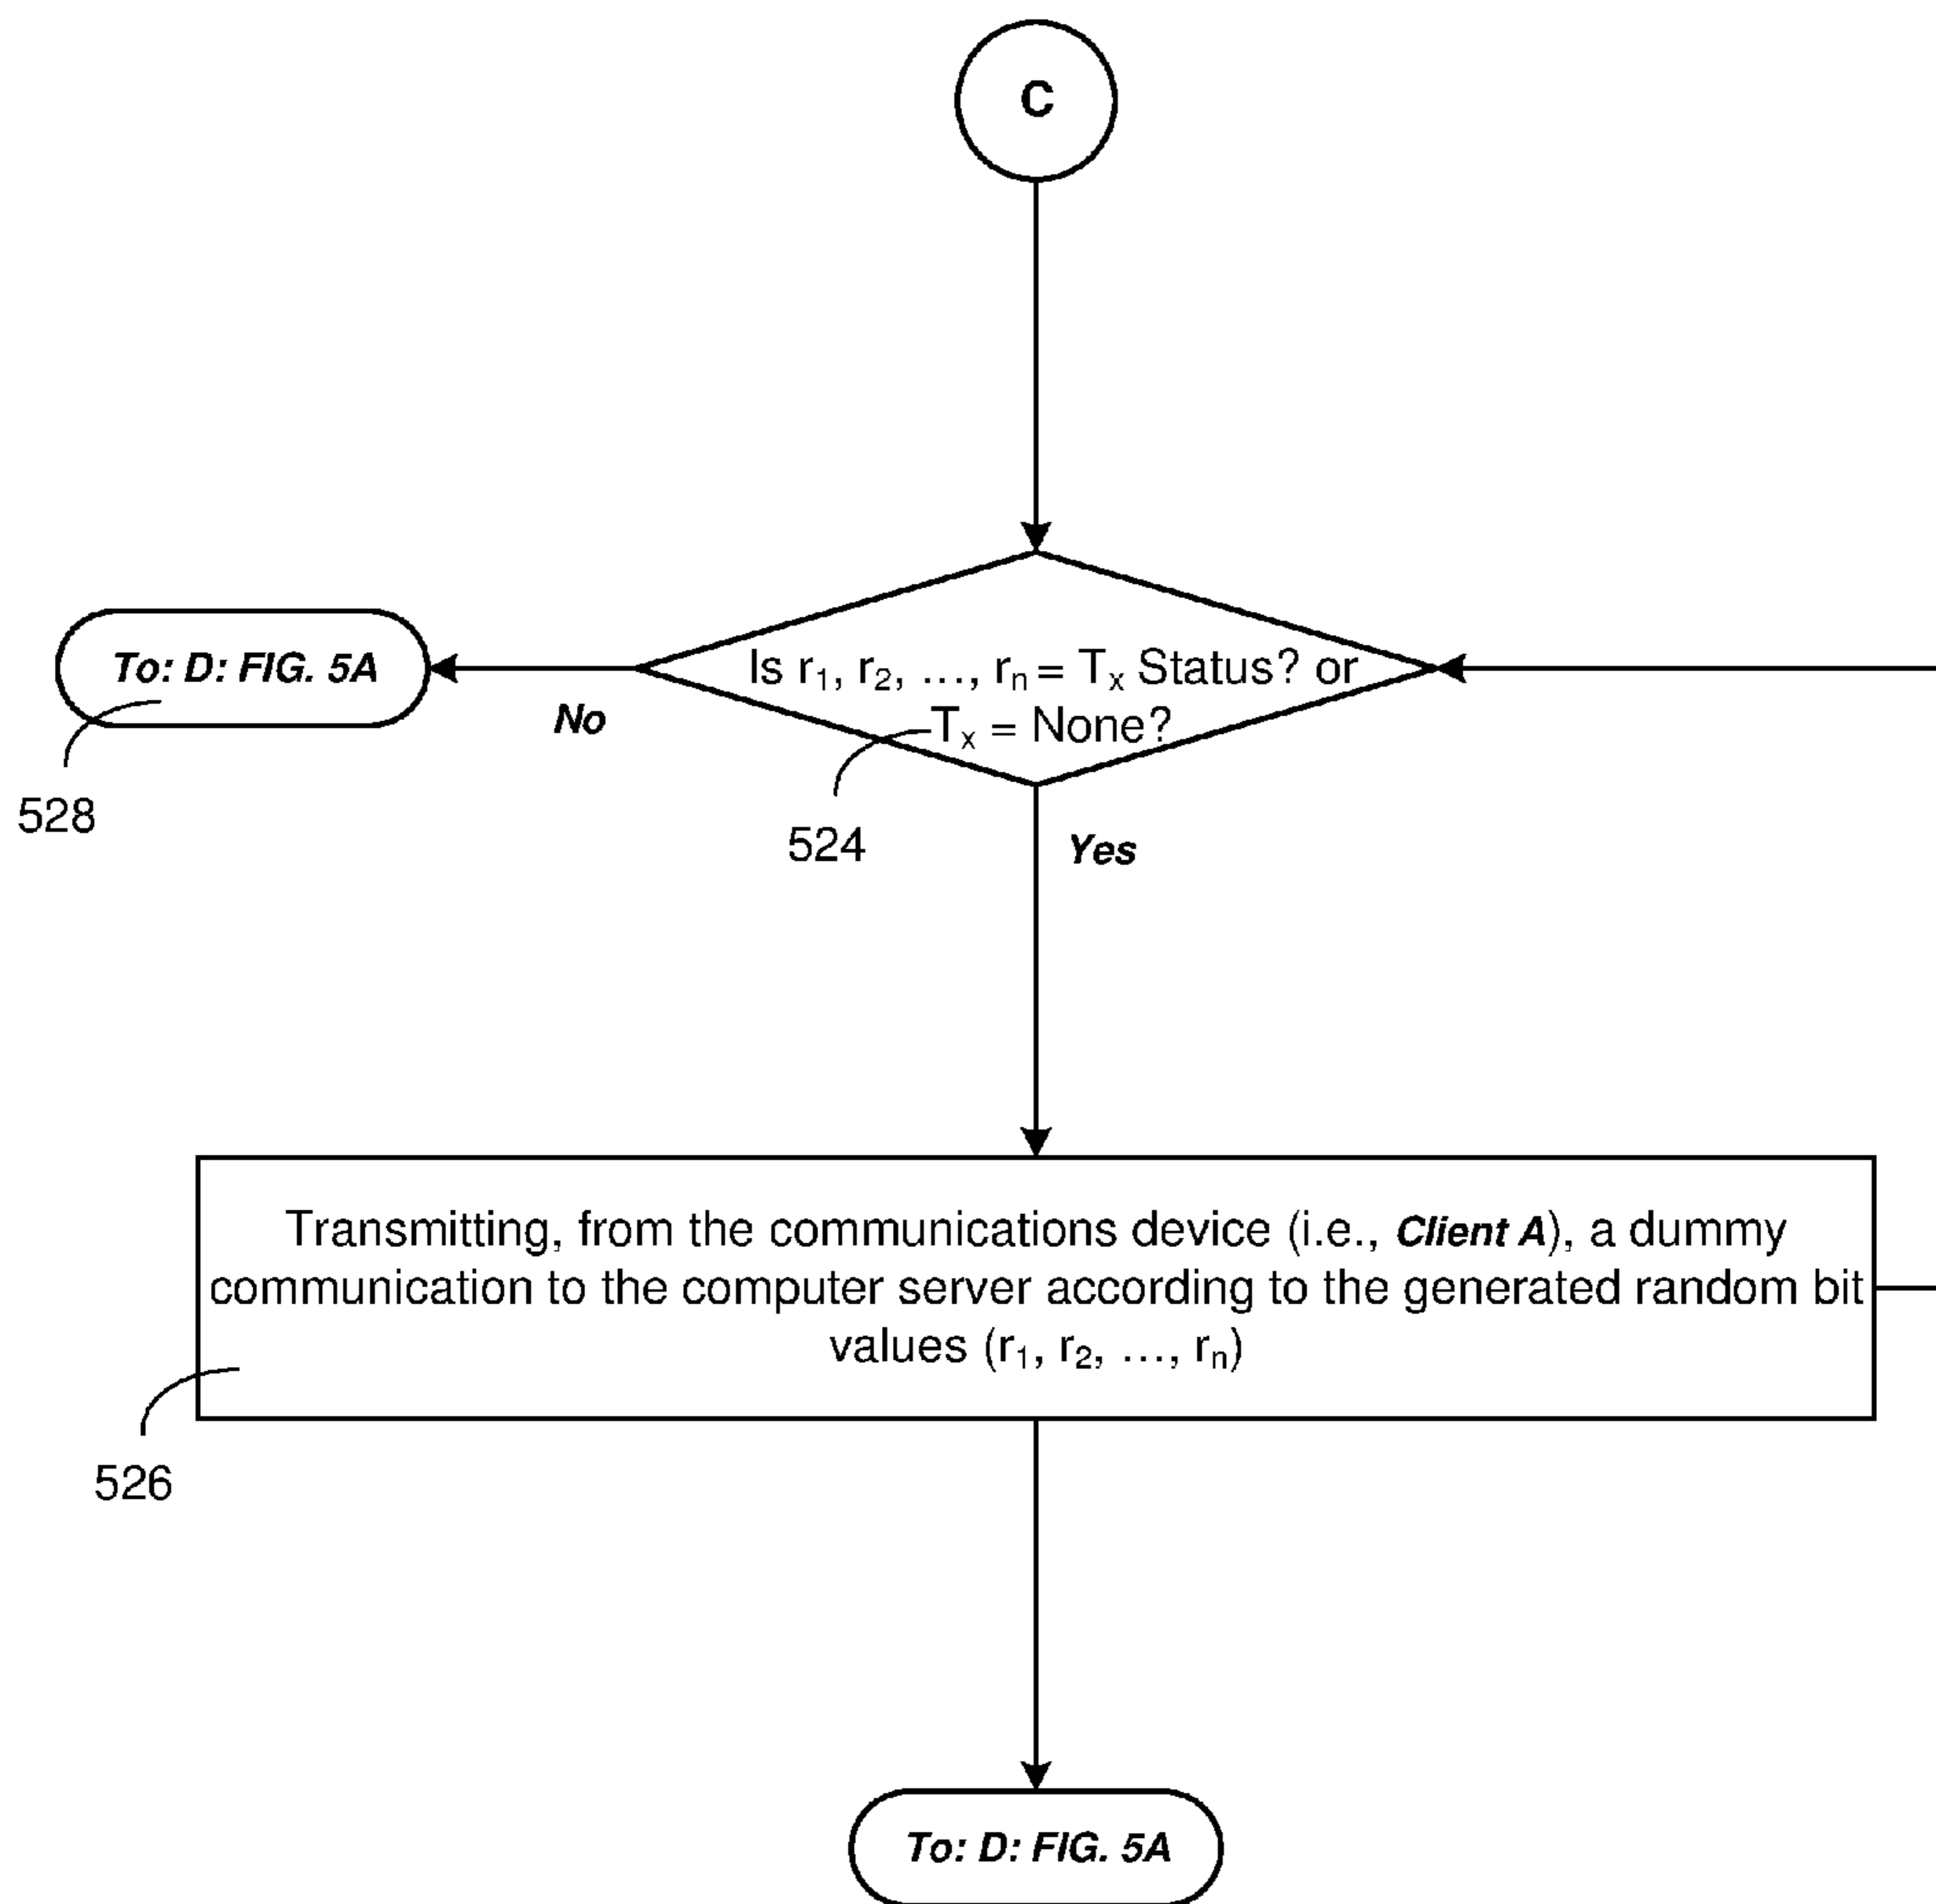 C
To: D: FIG. 5A
Is r₁, r₂, ..., rₙ = Tₓ Status? or
Tₓ = None?
No
528
524
Yes
Transmitting, from the communications device (i.e., Client A), a dummy
communication to the computer server according to the generated random bit
values (r₁, r₂, ..., rₙ)
526
To: D: FIG. 5A